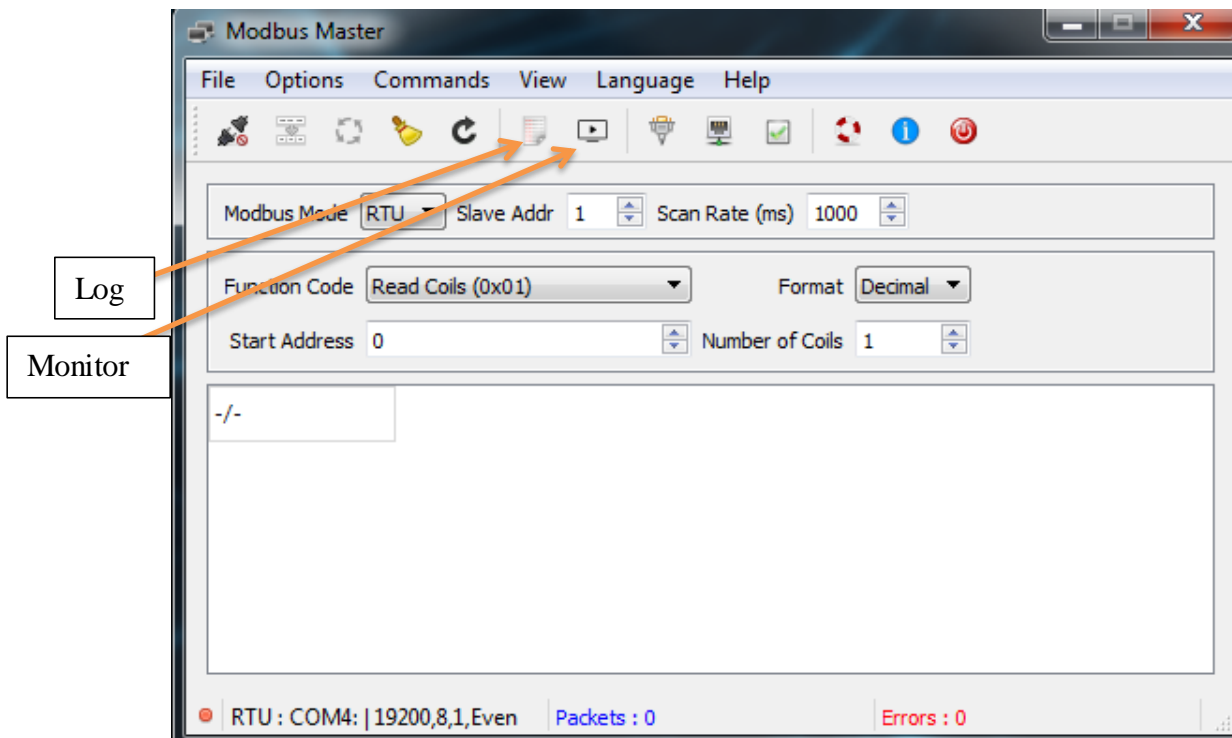 Modbus Master
File Options Commands View Language Help
Modbus Mode RTU Slave Addr 1 Scan Rate (ms) 1000
Log
Function Code Read Coils (0x01) Format Decimal
Start Address 0 Number of Coils 1
Monitor
-/-
RTU : COM4: | 19200,8,1,Even Packets : 0 Errors : 0